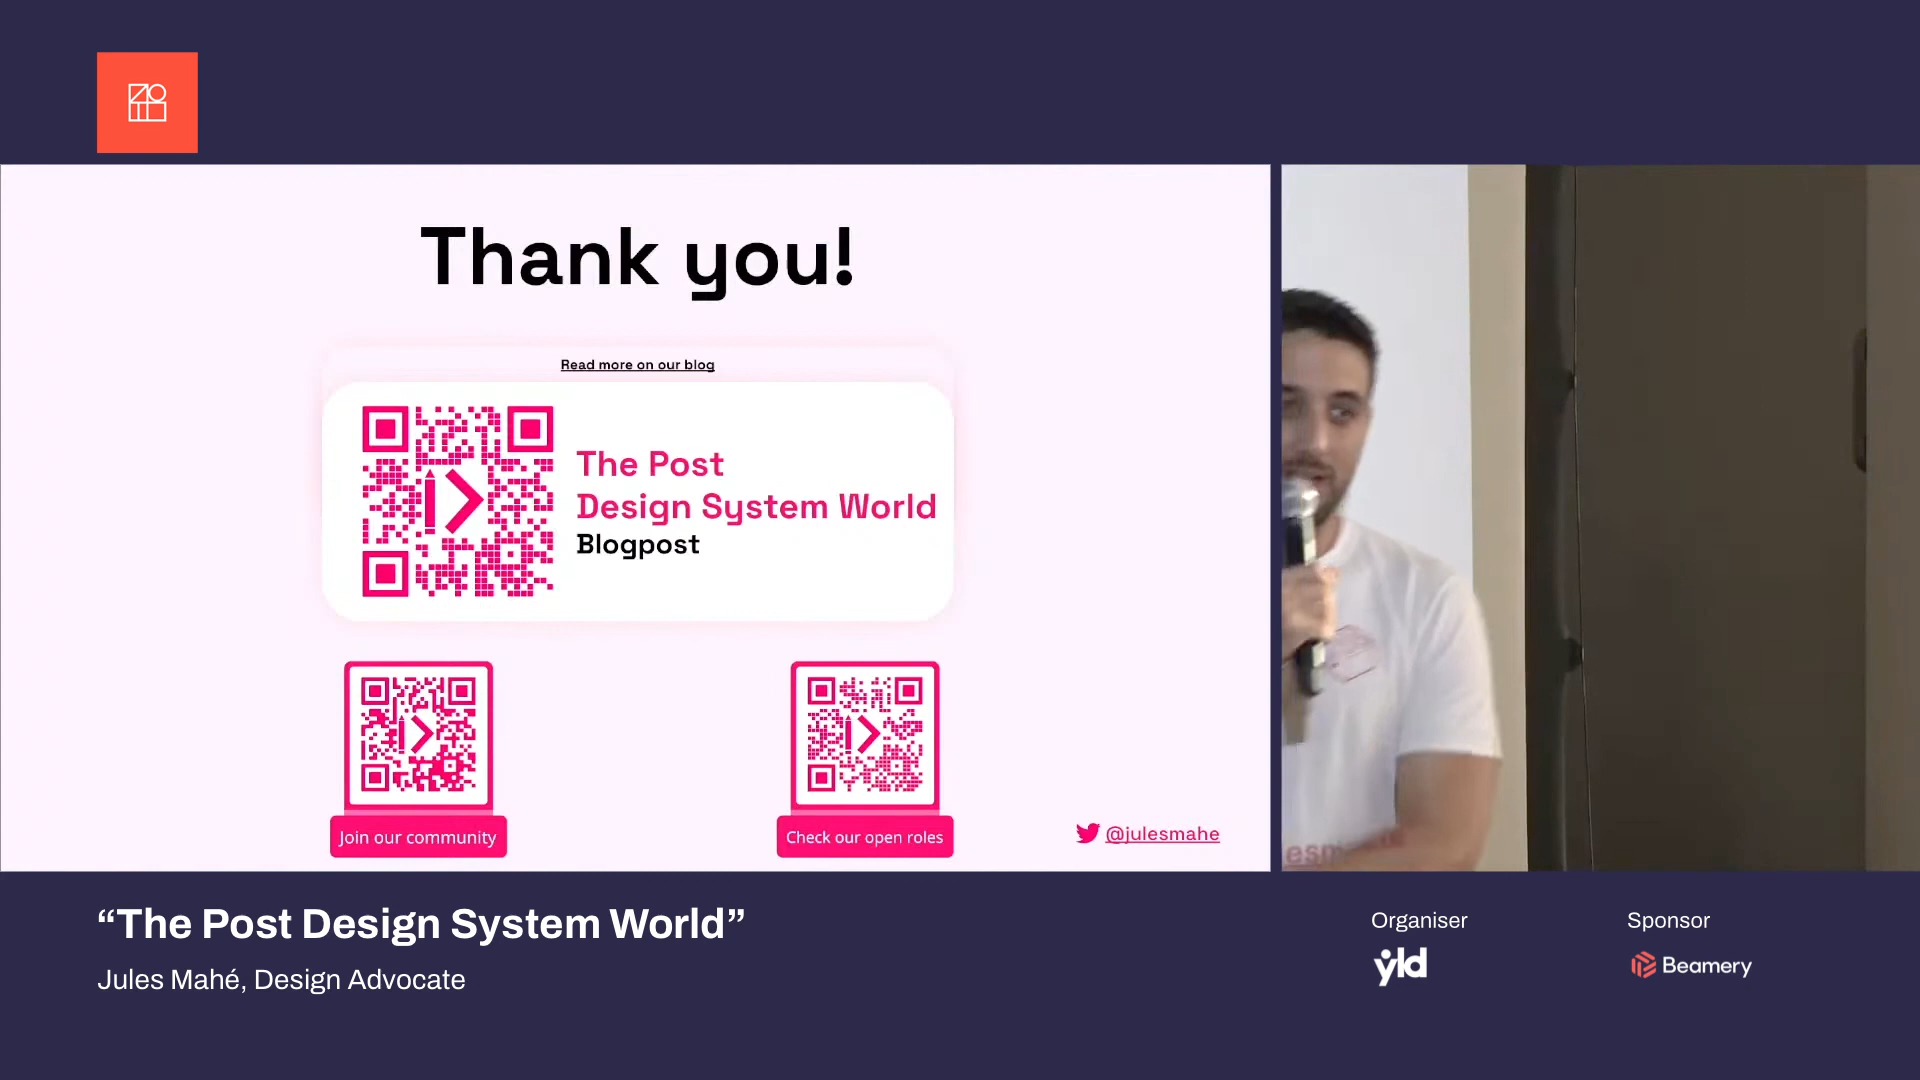 Thank you!
Read more on our blog
The Post
Design System World
Blogpost
Join our community
Check our open roles
@julesmahe
“The Post Design System World”
Jules Mahé, Design Advocate
Organiser
yld
Sponsor
Beamery